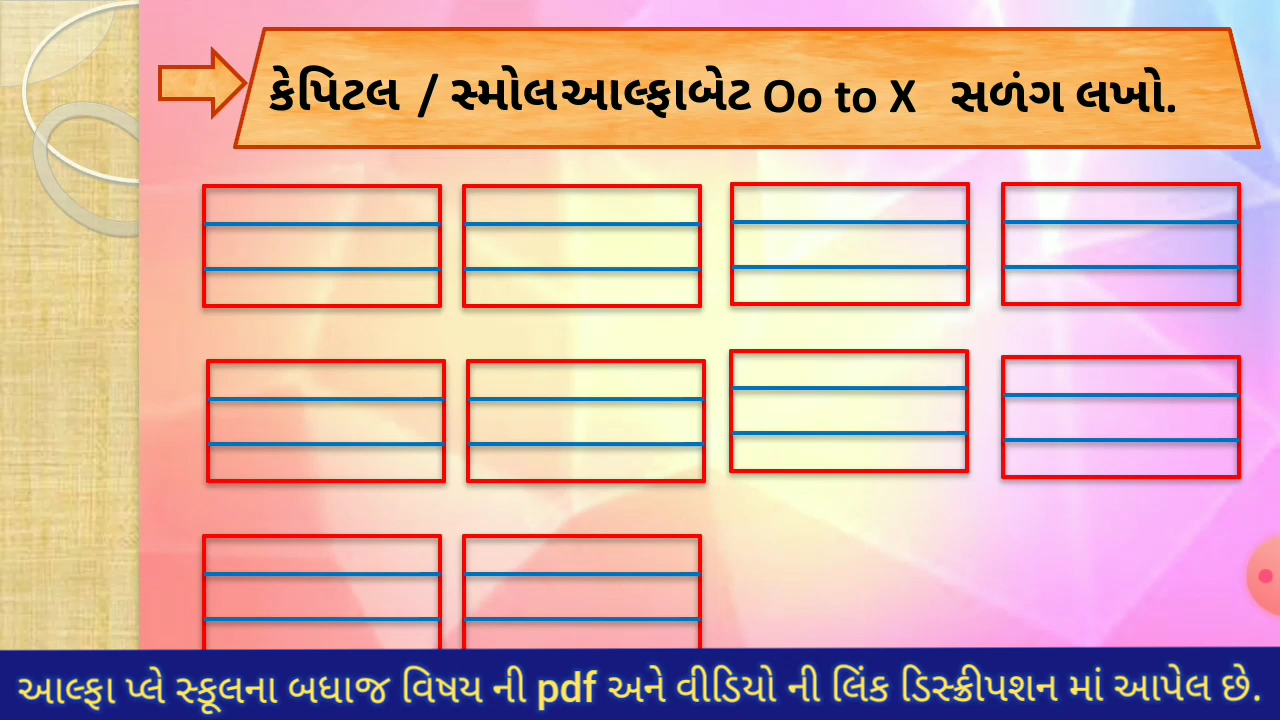 કેપિટલ / સ્મોલઆલ્ફાબેટ Oo to X સળંગ લખો.
આલ્ફા પ્લે સ્કૂલના બધાજ વિષય ની pdf અને વીડિયો ની લિંક ડિસ્ક્રીપશન માં આપેલ છે.